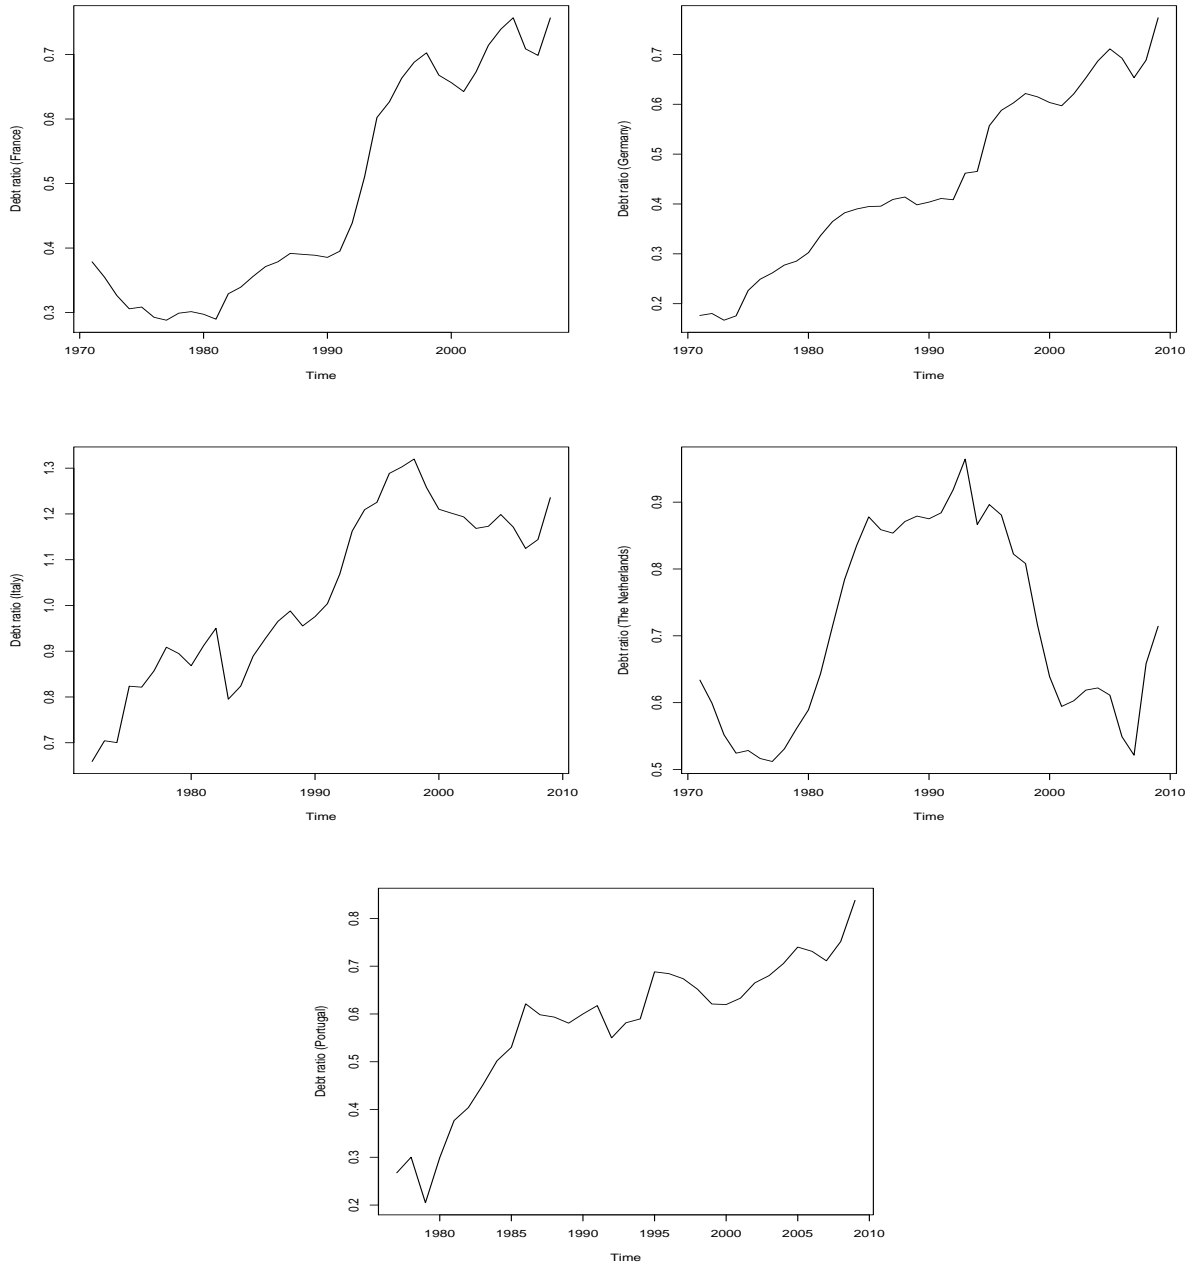 Debt ratio (France)
0.7
0.6
0.5
0.4
0.3
1970 1980 1990 2000
Time
Debt ratio (Germany)
0.7
0.6
0.5
0.4
0.3
0.2
1970 1980 1990 2000 2010
Time
Debt ratio (Italy)
1.3
1.2
1.1
1.0
0.9
0.8
0.7
1980 1990 2000 2010
Time
Debt ratio (The Netherlands)
0.9
0.8
0.7
0.6
0.5
1970 1980 1990 2000 2010
Time
Debt ratio (Portugal)
0.8
0.7
0.6
0.5
0.4
0.3
0.2
1980 1985 1990 1995 2000 2005 2010
Time